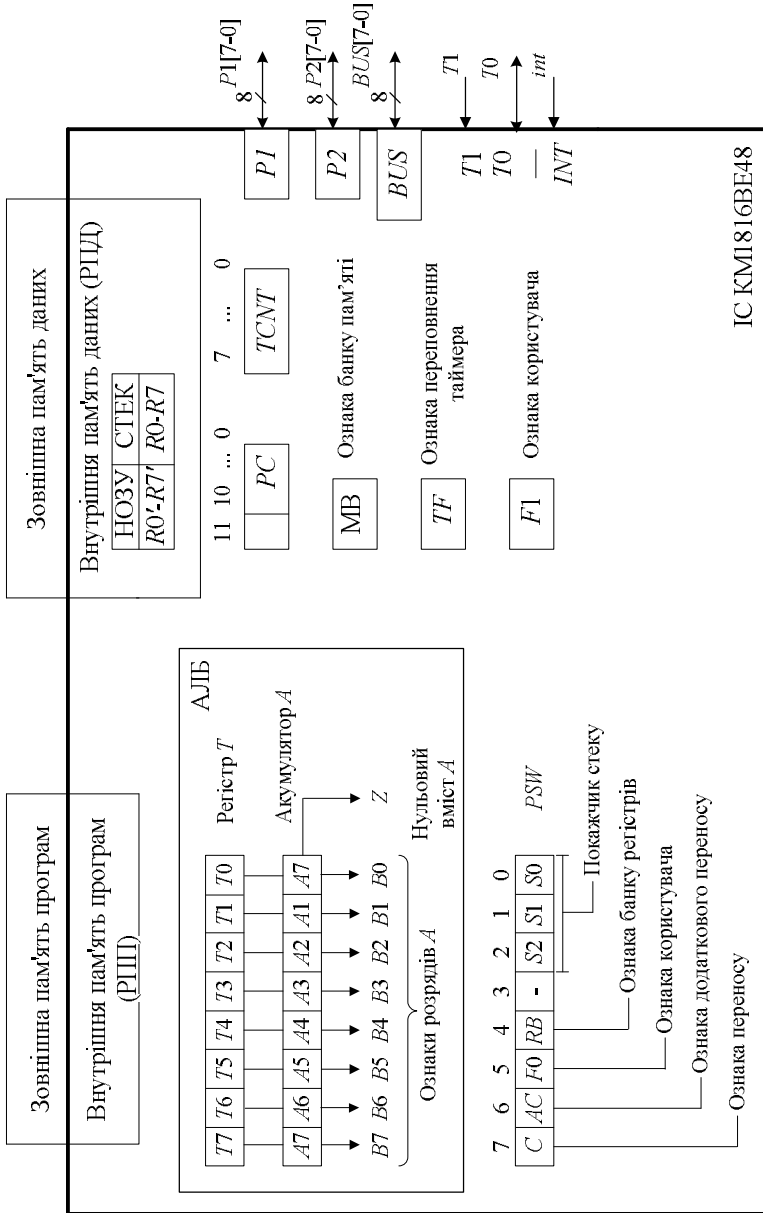 Зовнішна пам'ять програм
Внутрішня пам'ять програм
(РПП)
Зовнішна пам'ять даних
Внутрішня пам'ять даних (РПД)
НОЗУ СТЕК
R0'-R7' R0-R7
АЛБ
T7 T6 T5 T4 T3 T2 T1 T0
Регістр T
A7 A6 A5 A4 A3 A2 A1 A7
Акумулятор A
B7 B6 B5 B4 B3 B2 B1 B0
Z
Ознаки розрядів A
Нульовий
вміст A
7 6 5 4 3 2 1 0
C AC F0 RB - S2 S1 S0
PSW
Покажчик стеку
Ознака банку регістрів
Ознака користувача
Ознака додаткового переносу
Ознака переносу
11 10 ... 0
PC
7 ... 0
TCNT
MB
Ознака банку пам'яті
TF
Ознака переповнення
таймера
F1
Ознака користувача
P1
8
P1[7-0]
P2
8
P2[7-0]
BUS
8
BUS[7-0]
T1
T1
T0
T0
INT
int
IC KM1816BE48